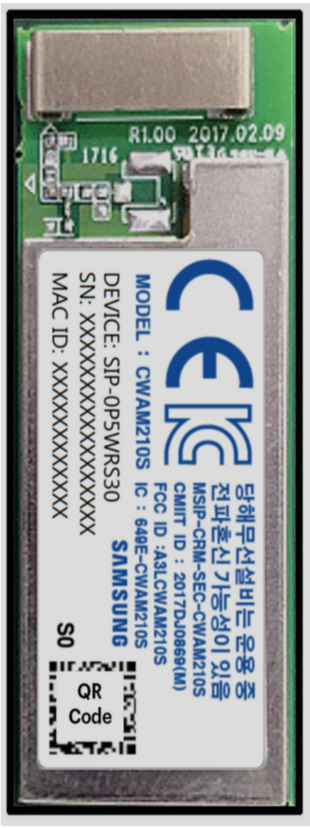 R1.00 2017.02.09
1716
CE
당해무선설비는 운용 중
전파혼신 가능성이 있음
MSIP-CRM-SEC-CWAM210S
CMIIT ID : 2017DJ0869(M)
FCC ID :A3LCWAM210S
MODEL : CWAM210S IC : 649E-CWAM210S
SAMSUNG
DEVICE: SIP-0P5WRS30
SN: XXXXXXXXXXXXXX
MAC ID: XXXXXXXXXXXX
S0
QR
Code